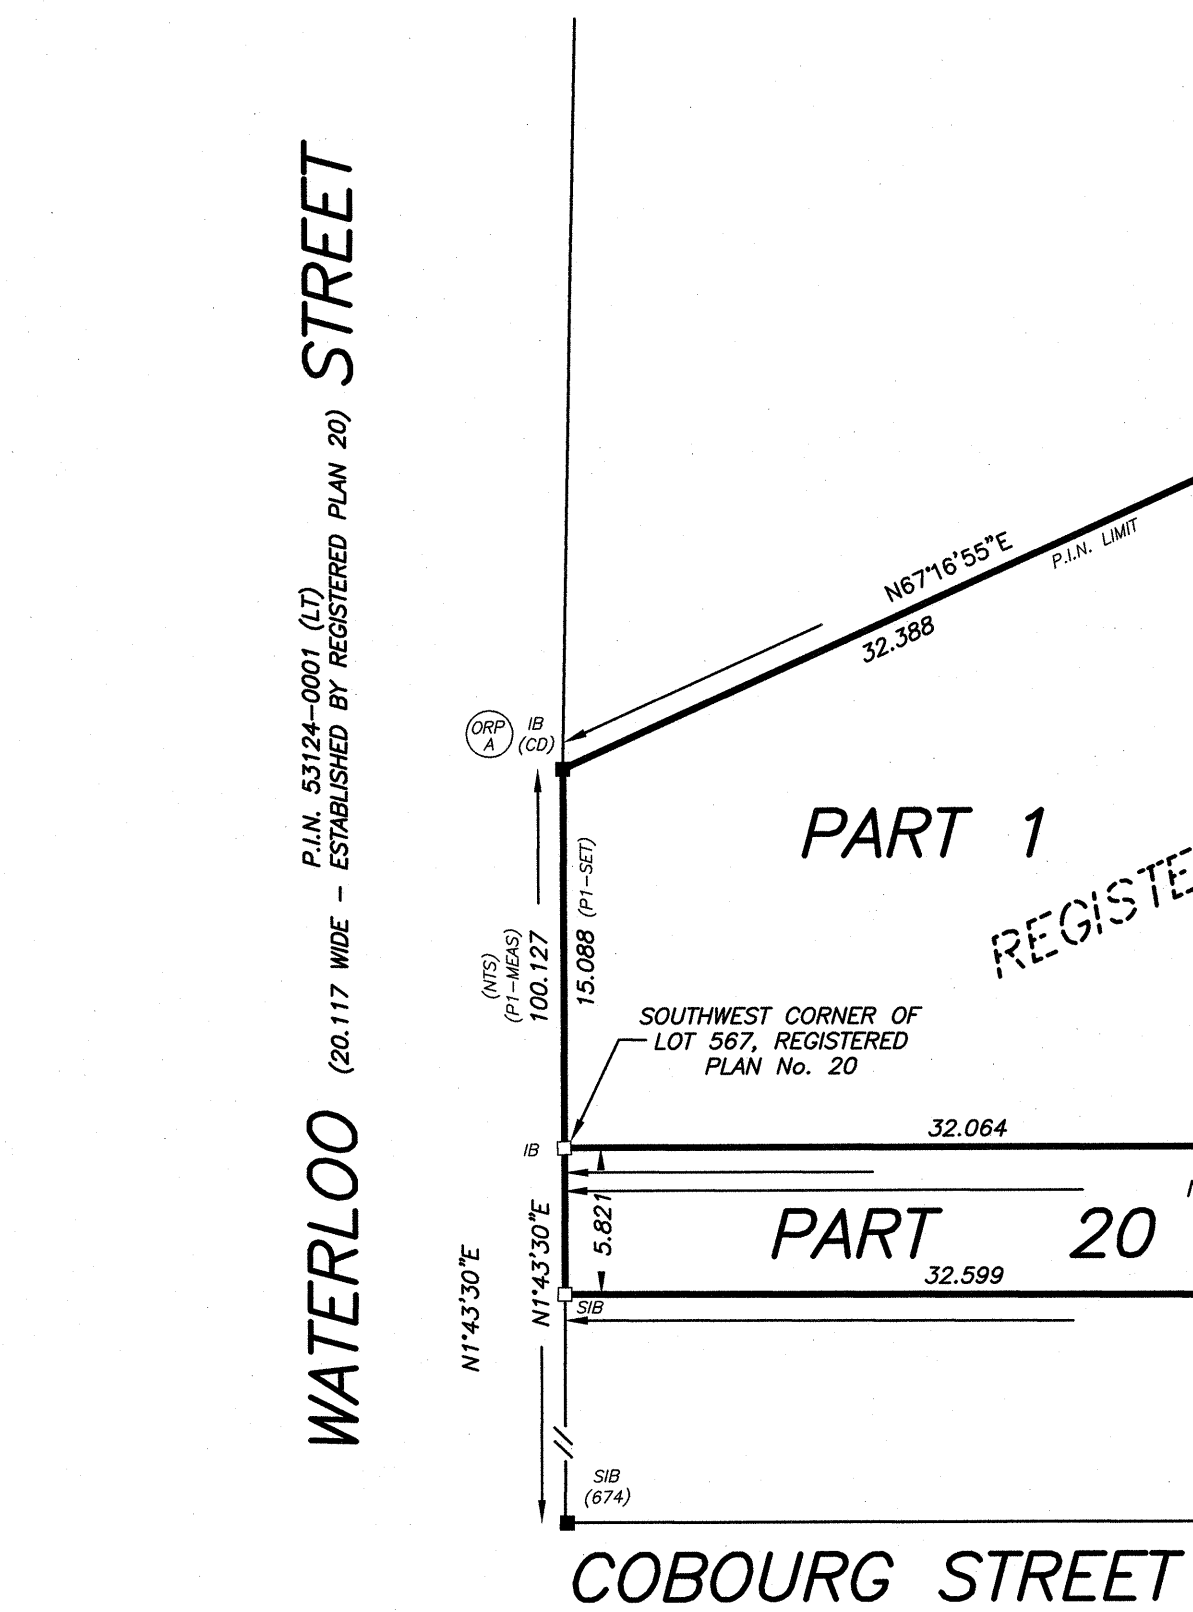 WATERLOO STREET
P.I.N. 53124-0001 (LT)
(20.117 WIDE - ESTABLISHED BY REGISTERED PLAN 20)
N67°16'55"E
P.I.N. LIMIT
32.388
ORP
A
IB
(CD)
PART 1
REGISTE
(NTS)
(P1-MEAS)
100.127
15.088 (P1-SET)
SOUTHWEST CORNER OF
LOT 567, REGISTERED
PLAN No. 20
32.064
IB
N1°43'30"E
N1°43'30"E
5.821
PART 20
32.599
SIB
SIB
(674)
COBOURG STREET